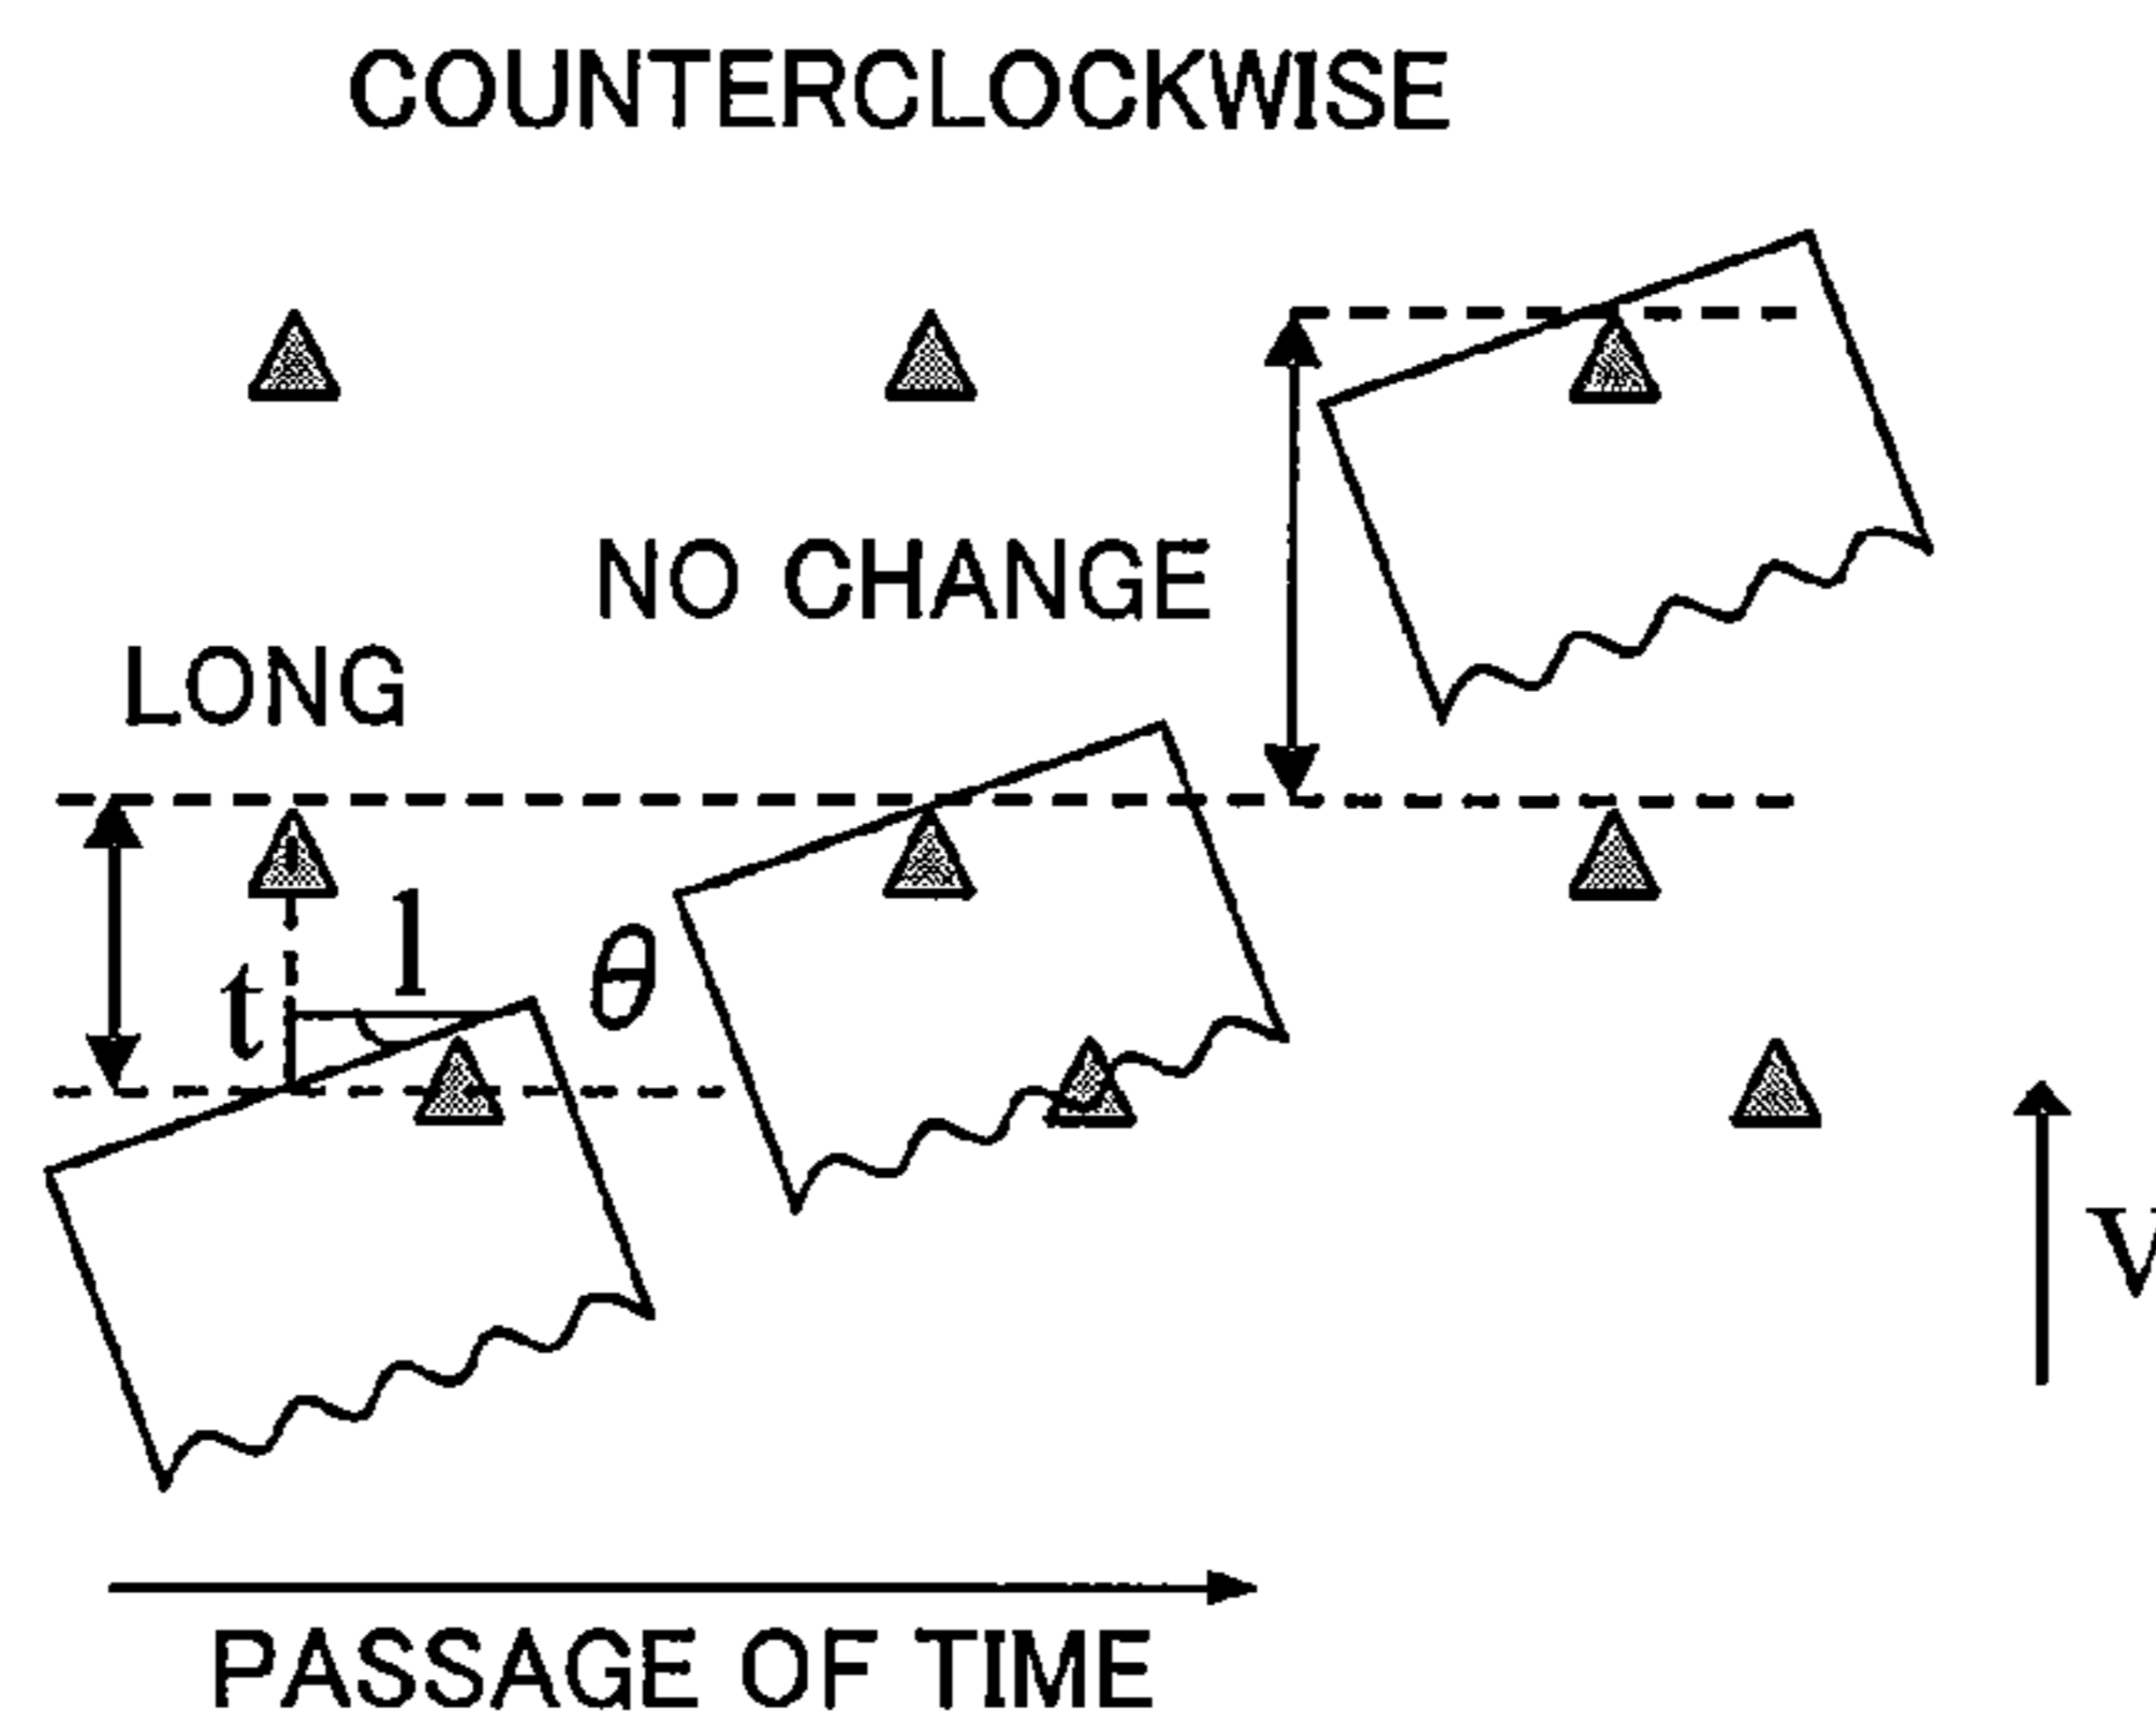 COUNTERCLOCKWISE
NO CHANGE
LONG
l
θ
t
V
PASSAGE OF TIME